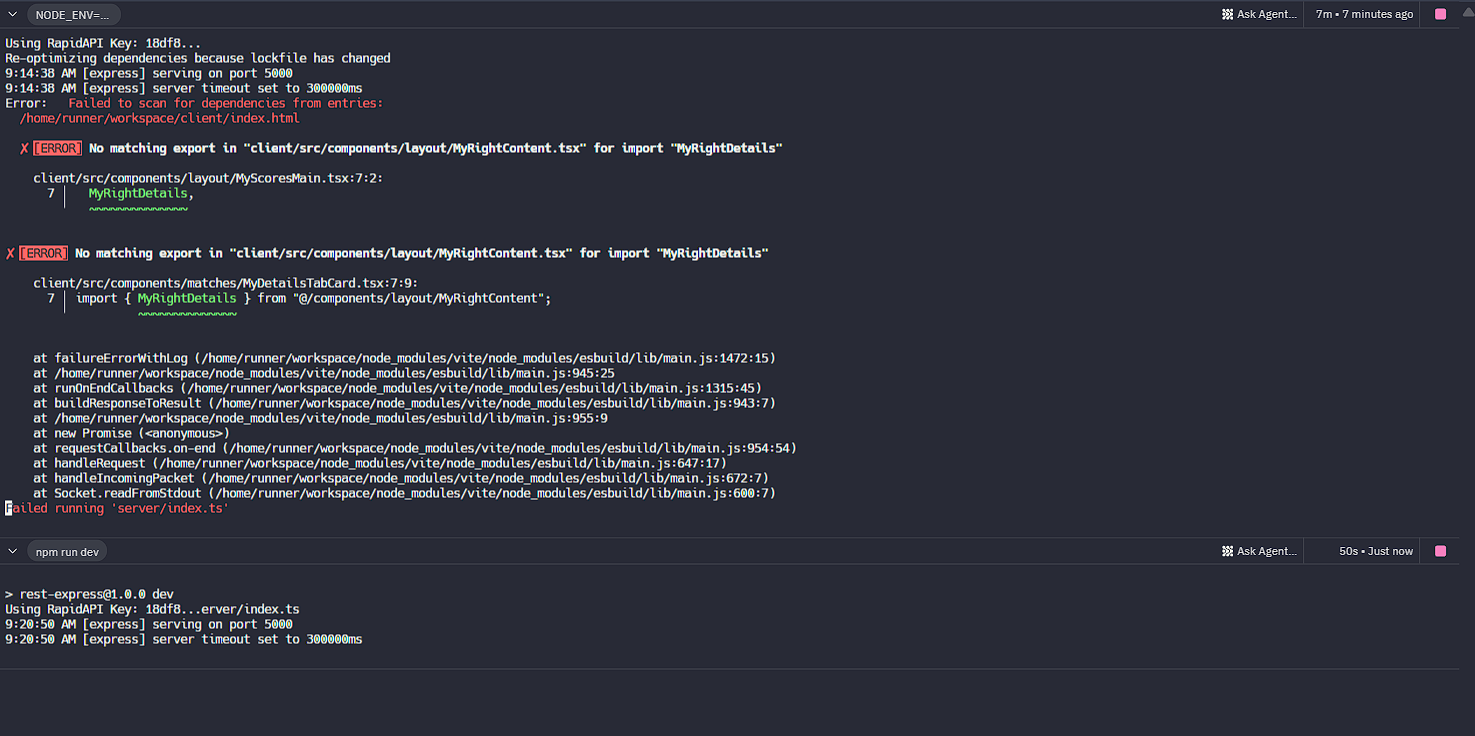 NODE_ENV=...
Ask Agent...
7m • 7 minutes ago
Using RapidAPI Key: 18df8...
Re-optimizing dependencies because lockfile has changed
9:14:38 AM [express] serving on port 5000
9:14:38 AM [express] server timeout set to 300000ms
Error:   Failed to scan for dependencies from entries:
  /home/runner/workspace/client/index.html
✗ [ERROR] No matching export in "client/src/components/layout/MyRightContent.tsx" for import "MyRightDetails"
client/src/components/layout/MyScoresMain.tsx:7:2:
7 │   MyRightDetails,
~~~~~~~~~~~~~~
✗ [ERROR] No matching export in "client/src/components/layout/MyRightContent.tsx" for import "MyRightDetails"
client/src/components/matches/MyDetailsTabCard.tsx:7:9:
7 │ import { MyRightDetails } from "@/components/layout/MyRightContent";
~~~~~~~~~~~~~~
at failureErrorWithLog (/home/runner/workspace/node_modules/vite/node_modules/esbuild/lib/main.js:1472:15)
at /home/runner/workspace/node_modules/vite/node_modules/esbuild/lib/main.js:945:25
at runOnEndCallbacks (/home/runner/workspace/node_modules/vite/node_modules/esbuild/lib/main.js:1315:45)
at buildResponseToResult (/home/runner/workspace/node_modules/vite/node_modules/esbuild/lib/main.js:943:7)
at /home/runner/workspace/node_modules/vite/node_modules/esbuild/lib/main.js:955:9
at new Promise (<anonymous>)
at requestCallbacks.on-end (/home/runner/workspace/node_modules/vite/node_modules/esbuild/lib/main.js:954:54)
at handleRequest (/home/runner/workspace/node_modules/vite/node_modules/esbuild/lib/main.js:647:17)
at handleIncomingPacket (/home/runner/workspace/node_modules/vite/node_modules/esbuild/lib/main.js:672:7)
at Socket.readFromStdout (/home/runner/workspace/node_modules/vite/node_modules/esbuild/lib/main.js:600:7)
Failed running 'server/index.ts'
npm run dev
Ask Agent...
50s • Just now
> rest-express@1.0.0 dev
Using RapidAPI Key: 18df8...erver/index.ts
9:20:50 AM [express] serving on port 5000
9:20:50 AM [express] server timeout set to 300000ms